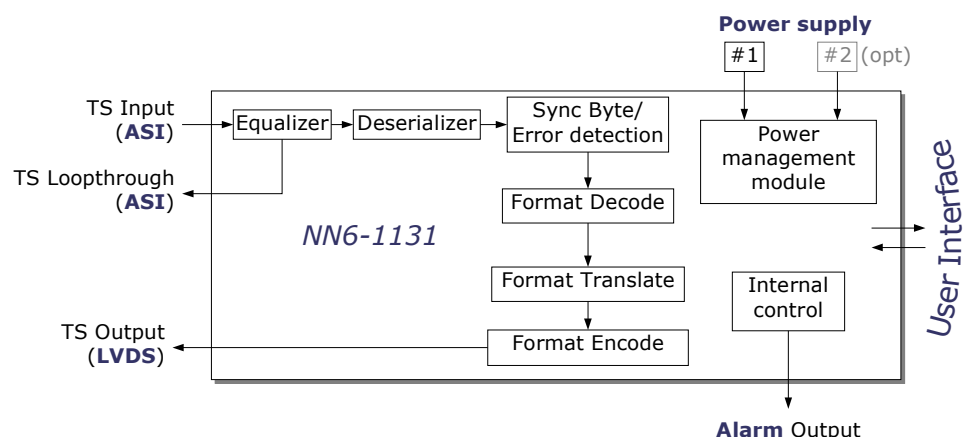 Power supply
#1
#2 (opt)
TS Input
(ASI)
Equalizer
Deserializer
Sync Byte/
Error detection
Power
management
module
TS Loopthrough
(ASI)
Format Decode
NN6-1131
User Interface
Format Translate
Internal
control
TS Output
(LVDS)
Format Encode
Alarm Output